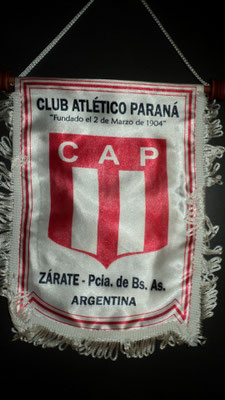 CLUB ATLÉTICO PARANÁ
"Fundado el 2 de Marzo de 1904"
CAP
ZÁRATE - Pcia. de Bs. As.
ARGENTINA